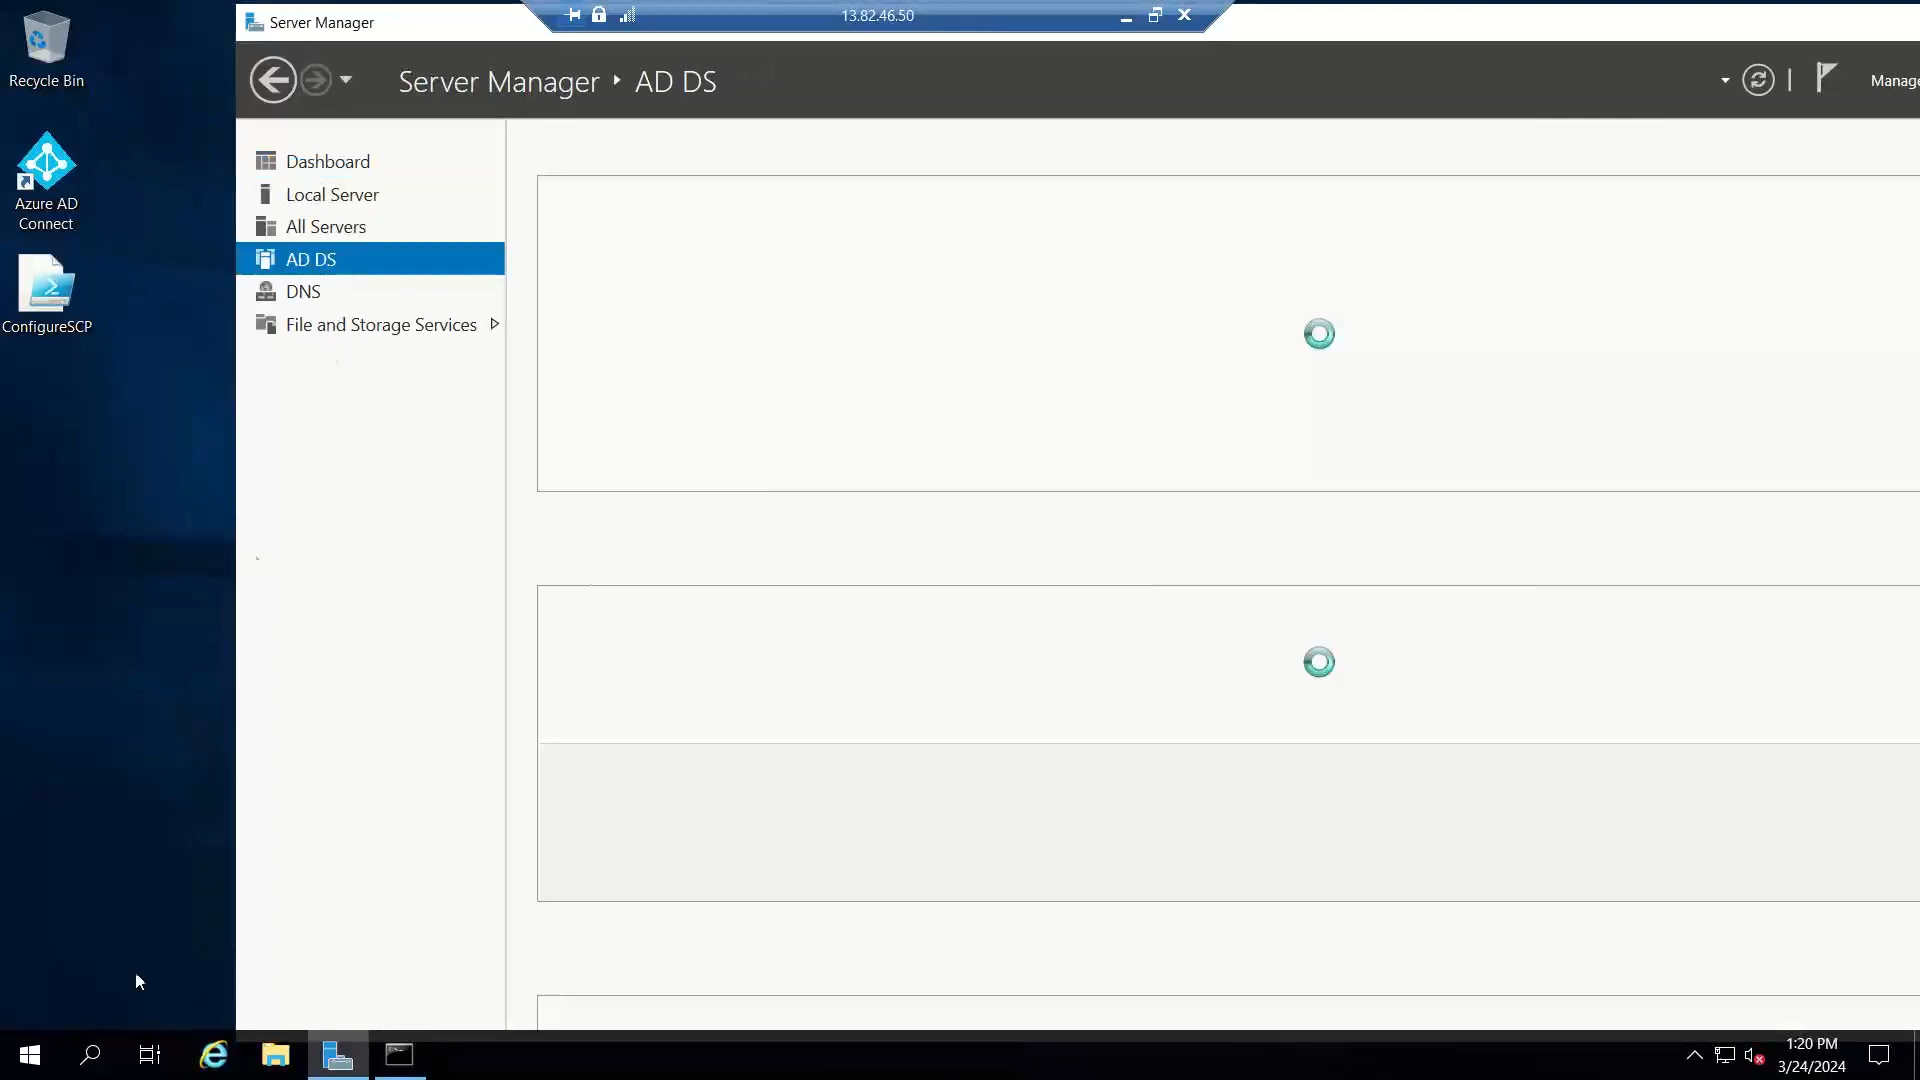 Server Manager
13.82.46.50
Recycle Bin
Server Manager ‣ AD DS
Manage
Dashboard
Local Server
All Servers
AD DS
DNS
File and Storage Services
Azure AD
Connect
ConfigureSCP
1:20 PM
3/24/2024